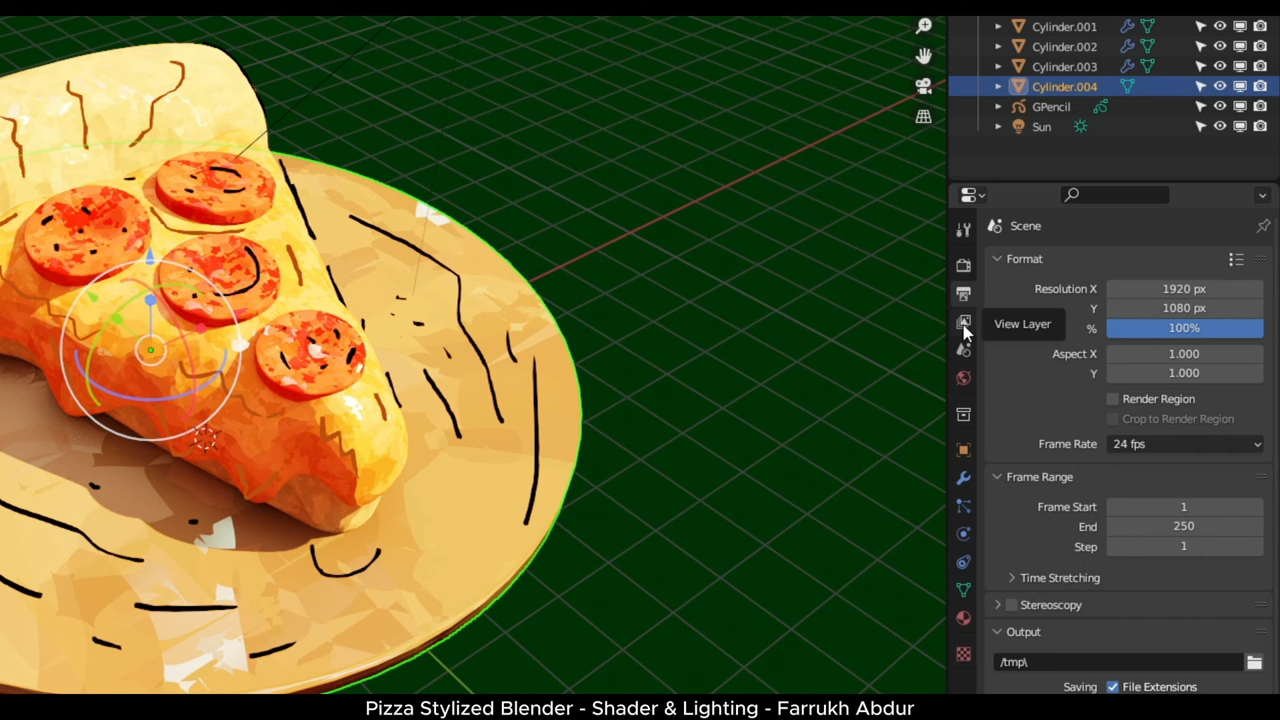 Cylinder.001
Cylinder.002
Cylinder.003
Cylinder.004
GPencil
Sun
Scene
Format
Resolution X 1920 px
Y 1080 px
View Layer
% 100%
Aspect X 1.000
Y 1.000
Render Region
Crop to Render Region
Frame Rate 24 fps
Frame Range
Frame Start 1
End 250
Step 1
Time Stretching
Stereoscopy
Output
/tmp\
Saving File Extensions
Pizza Stylized Blender - Shader & Lighting - Farrukh Abdur